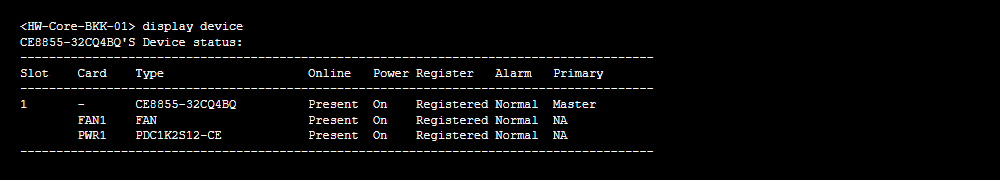 <HW-Core-BKK-01> display device
CE8855-32CQ4BQ'S Device status:
----------------------------------------------------------------------------------------
Slot    Card    Type                    Online   Power Register   Alarm   Primary
----------------------------------------------------------------------------------------
1       -       CE8855-32CQ4BQ          Present  On    Registered Normal  Master
        FAN1    FAN                     Present  On    Registered Normal  NA
        PWR1    PDC1K2S12-CE            Present  On    Registered Normal  NA
----------------------------------------------------------------------------------------